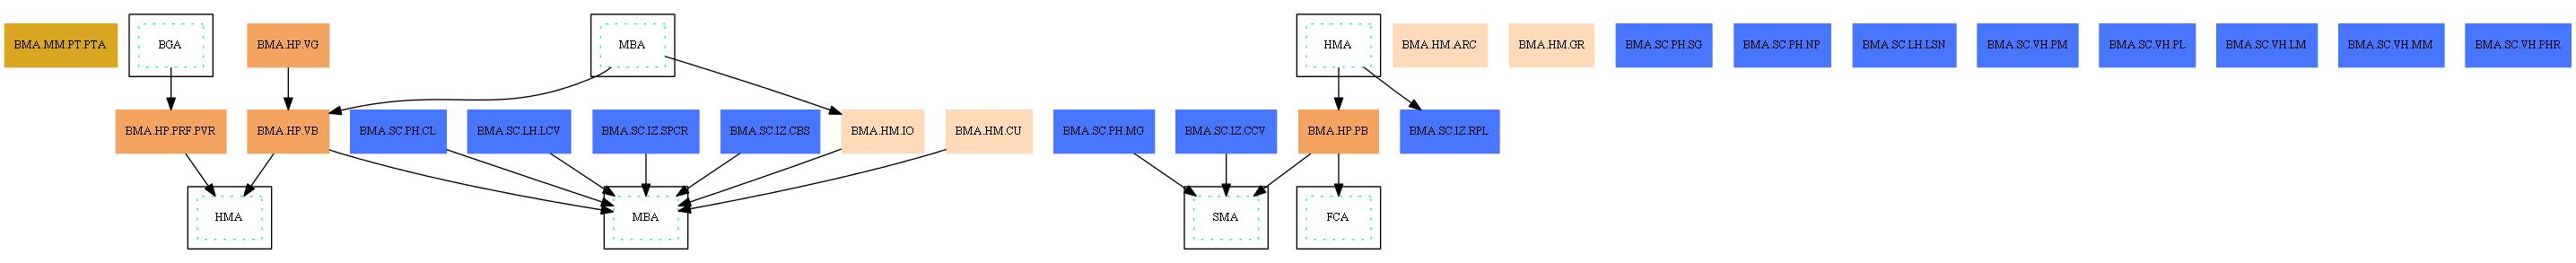 BMA.MM.PT.PTA
BGA
BMA.HP.VG
MBA
HMA
BMA.HM.ARC
BMA.HM.GR
BMA.SC.PH.SG
BMA.SC.PH.NP
BMA.SC.LH.LSN
BMA.SC.VH.PM
BMA.SC.VH.PL
BMA.SC.VH.LM
BMA.SC.VH.MM
BMA.SC.VH.PHR
BMA.HP.PRF.PVR
BMA.HP.VB
BMA.SC.PH.CL
BMA.SC.LH.LCV
BMA.SC.IZ.SPCR
BMA.SC.IZ.CBS
BMA.HM.IO
BMA.HM.CU
BMA.SC.PH.MG
BMA.SC.IZ.CCV
BMA.HP.PB
BMA.SC.IZ.RPL
HMA
MBA
SMA
FCA